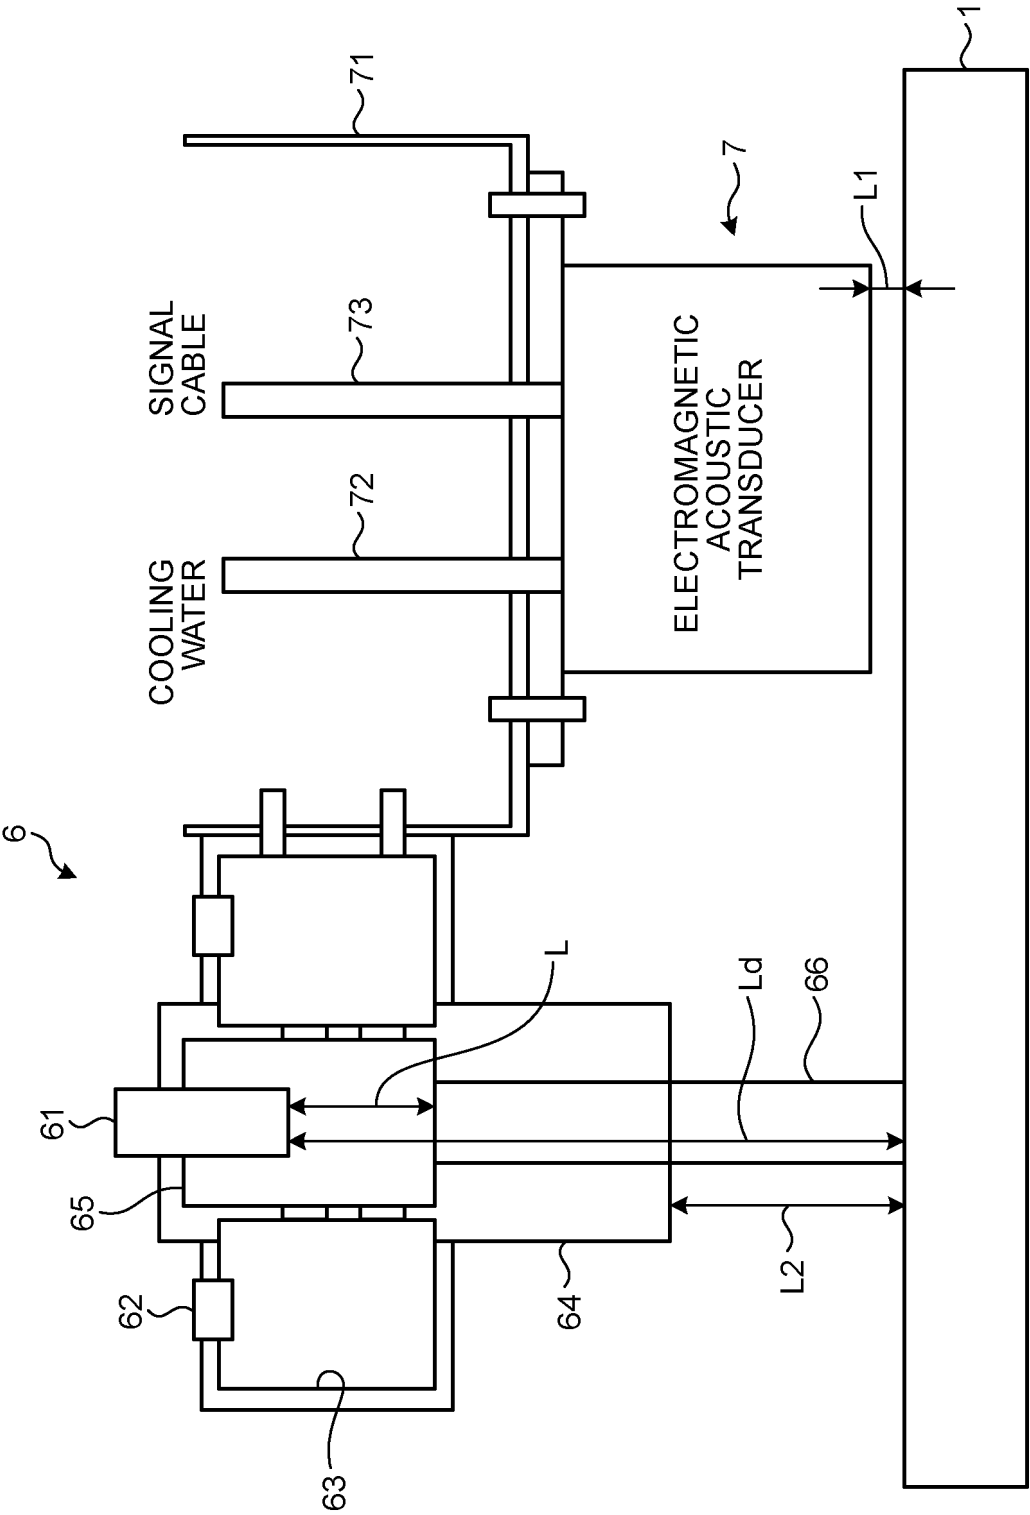 6
61
65
62
COOLING
WATER
SIGNAL
CABLE
63
72
73
71
L
64
ELECTROMAGNETIC
ACOUSTIC
TRANSDUCER
7
Ld
L2
66
L1
1